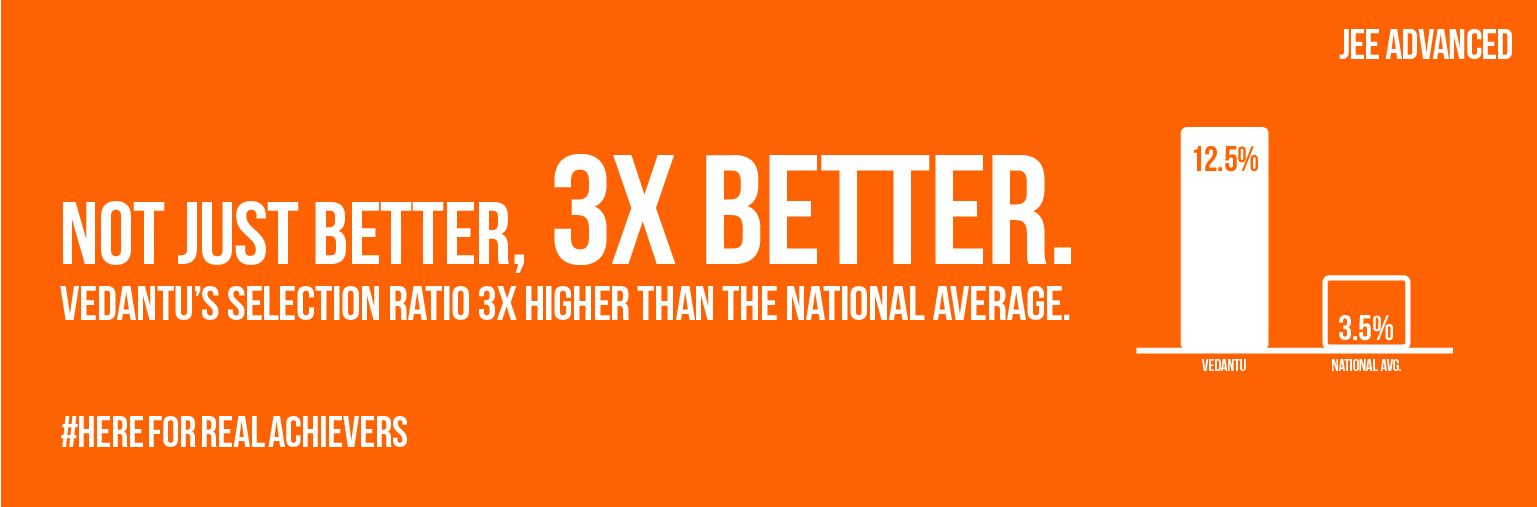 JEE ADVANCED
NOT JUST BETTER, 3X BETTER.
VEDANTU'S SELECTION RATIO 3X HIGHER THAN THE NATIONAL AVERAGE.
12.5%
3.5%
VEDANTU
NATIONAL AVG.
#HERE FOR REAL ACHIEVERS